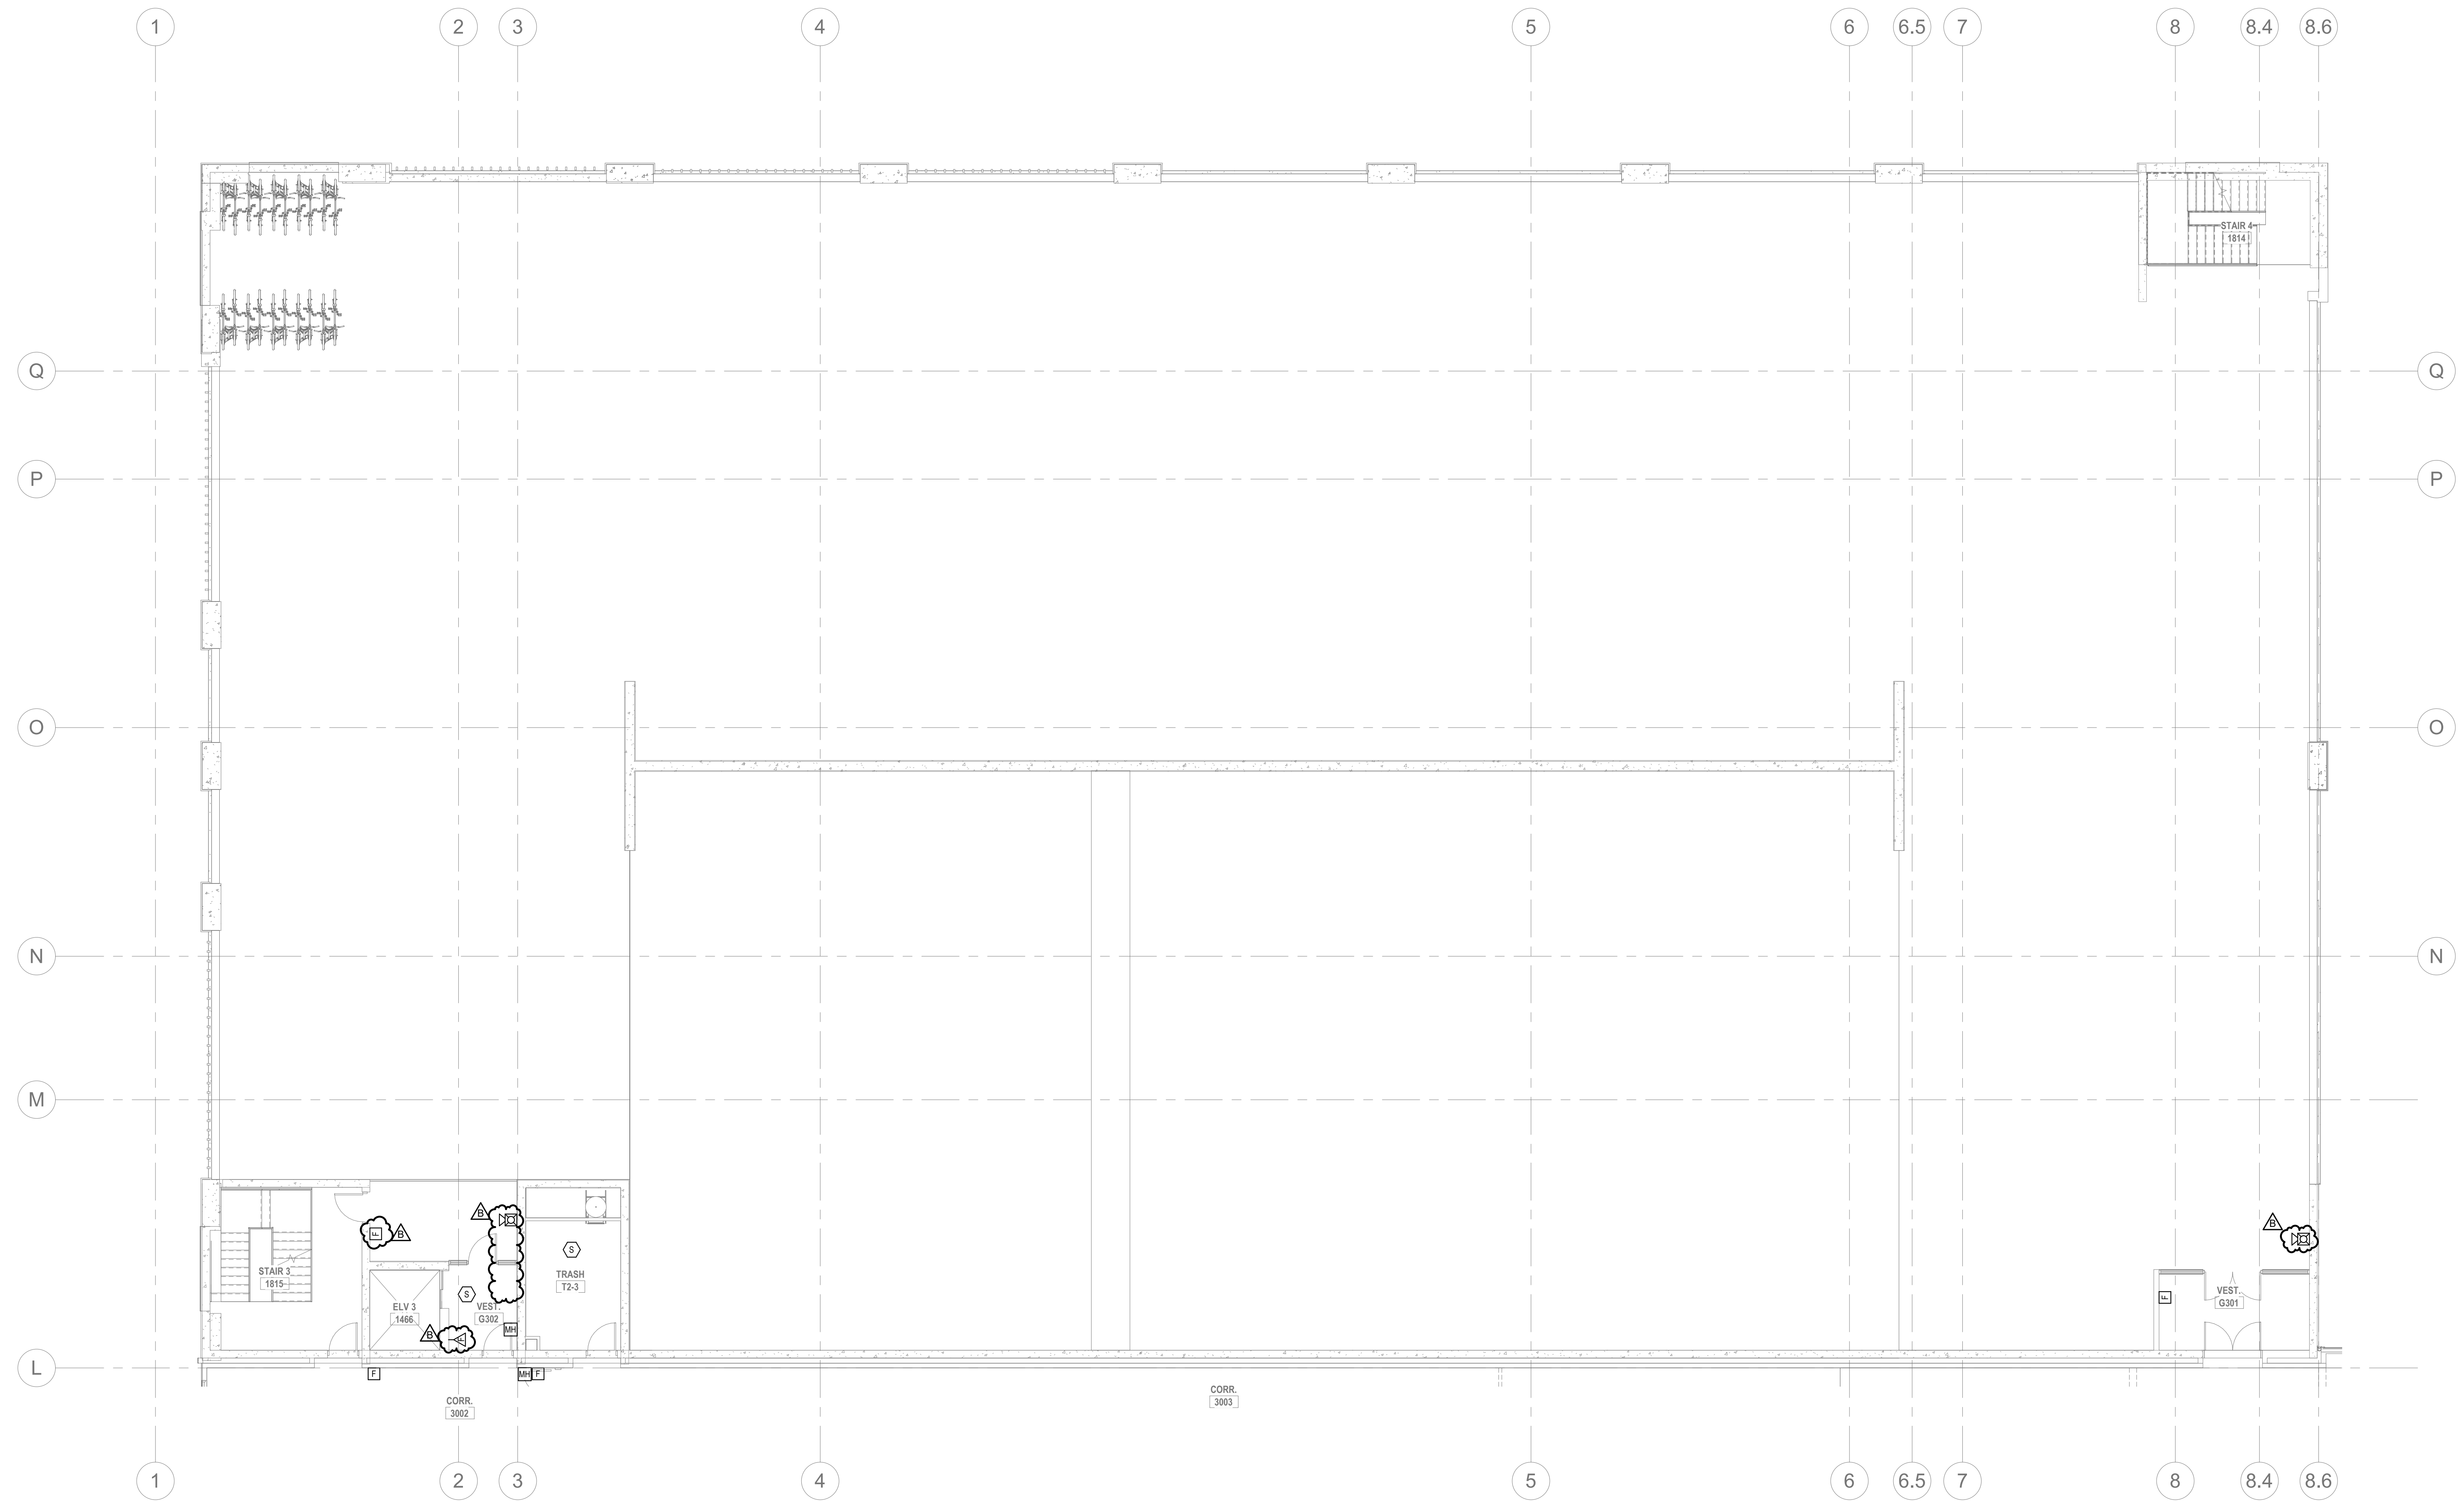 1 2 3 4 5 6 6.5 7 8 8.4 8.6
STAIR 4
1814
Q Q
P P
O O
N N
M
B
B
F
B
S
STAIR 3
1815
TRASH
T2-3
S
ELV 3
1466
VEST.
G302
F
VEST.
G301
MH
B
F
L
F
MH F
CORR.
3002
CORR.
3003
1 2 3 4 5 6 6.5 7 8 8.4 8.6